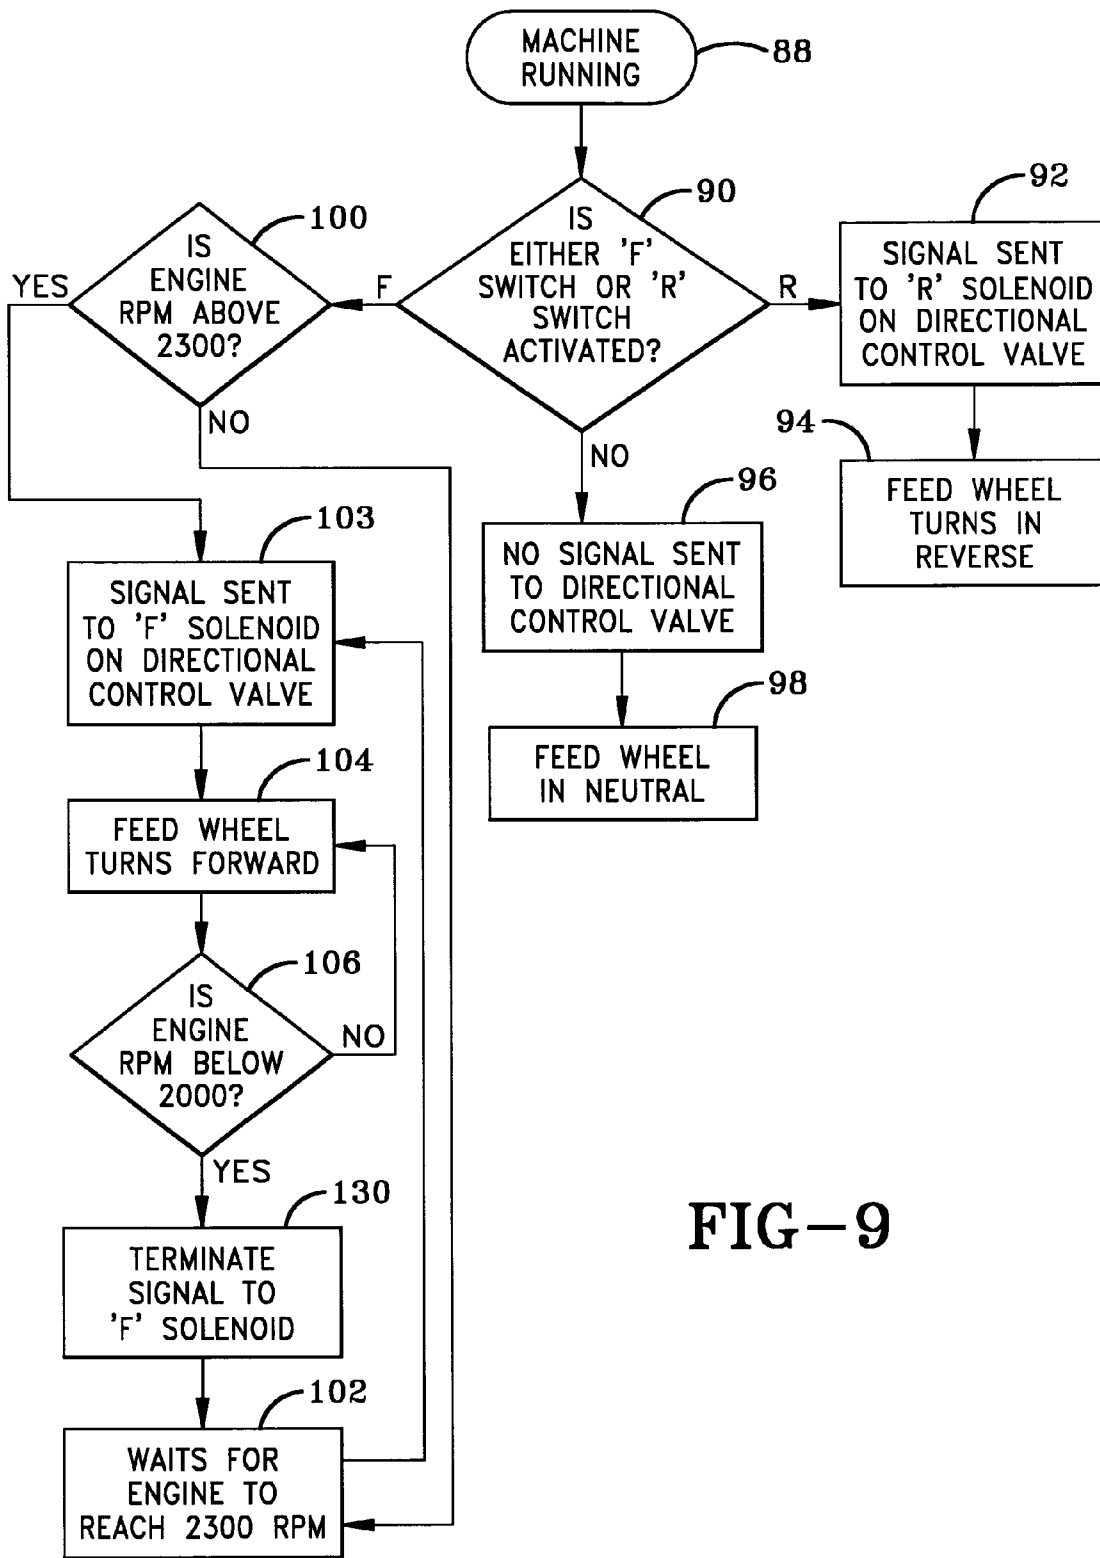 MACHINE
RUNNING
88
IS
EITHER 'F'
SWITCH OR 'R'
SWITCH
ACTIVATED?
90
F
R
NO
92
SIGNAL SENT
TO 'R' SOLENOID
ON DIRECTIONAL
CONTROL VALVE
94
FEED WHEEL
TURNS IN
REVERSE
96
NO SIGNAL SENT
TO DIRECTIONAL
CONTROL VALVE
98
FEED WHEEL
IN NEUTRAL
100
IS
ENGINE
RPM ABOVE
2300?
YES
NO
103
SIGNAL SENT
TO 'F' SOLENOID
ON DIRECTIONAL
CONTROL VALVE
104
FEED WHEEL
TURNS FORWARD
106
IS
ENGINE
RPM BELOW
2000?
NO
YES
130
TERMINATE
SIGNAL TO
'F' SOLENOID
102
WAITS FOR
ENGINE TO
REACH 2300 RPM
FIG-9